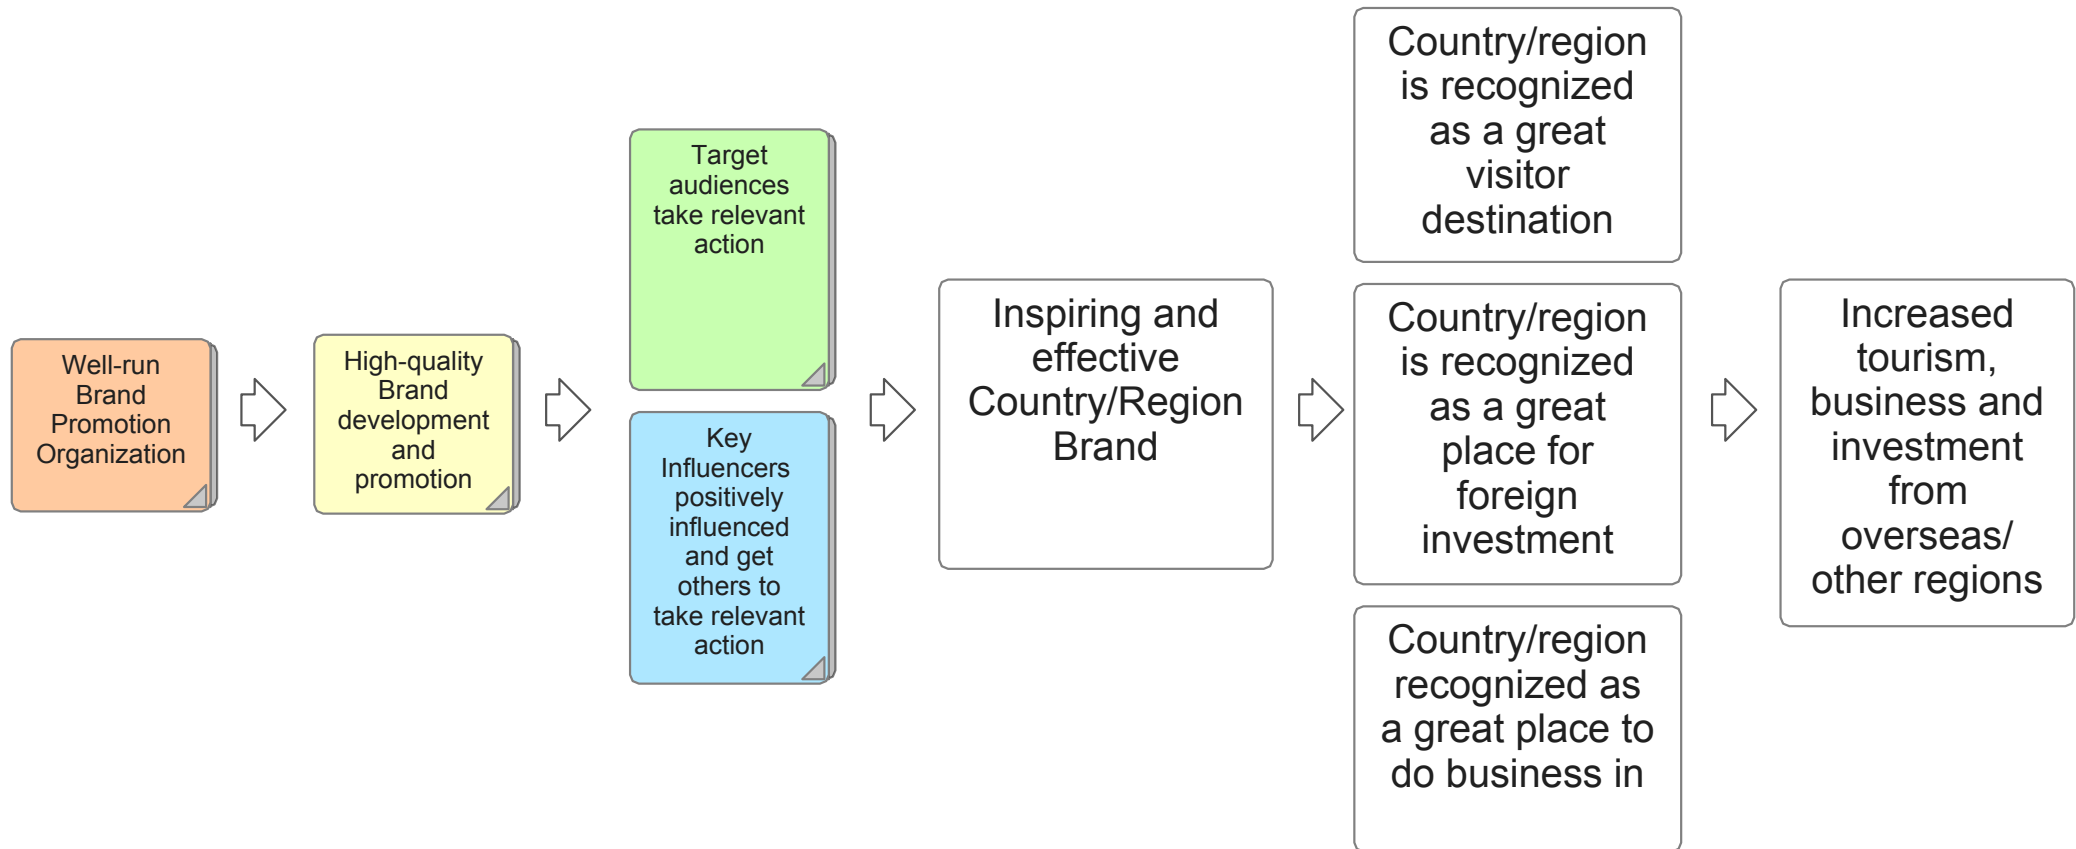 Well-run
Brand
Promotion
Organization
High-quality
Brand
development
and
promotion
Target
audiences
take relevant
action
Key
Influencers
positively
influenced
and get
others to
take relevant
action
Inspiring and
effective
Country/Region
Brand
Country/region
is recognized
as a great
visitor
destination
Country/region
is recognized
as a great
place for
foreign
investment
Country/region
recognized as
a great place to
do business in
Increased
tourism,
business and
investment
from
overseas/
other regions